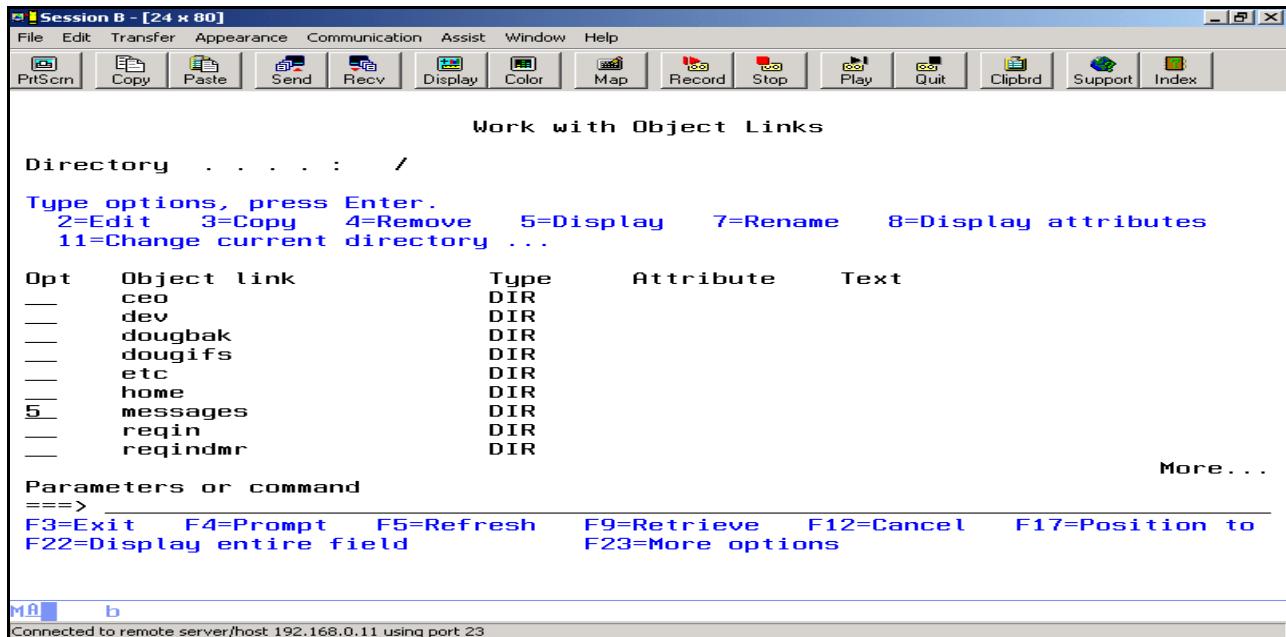 Session B - [24 x 80]
File Edit Transfer Appearance Communication Assist Window Help
PrtScrn Copy Paste Send Recv Display Color Map Record Stop Play Quit Clipbrd Support Index
Work with Object Links
Directory . . . . : /
Type options, press Enter.
2=Edit 3=Copy 4=Remove 5=Display 7=Rename 8=Display attributes
11=Change current directory ...
Opt Object link Type Attribute Text
ceo DIR
dev DIR
dougbak DIR
dougifs DIR
etc DIR
home DIR
5 messages DIR
reqin DIR
reqindmr DIR
More...
Parameters or command
===>
F3=Exit F4=Prompt F5=Refresh F9=Retrieve F12=Cancel F17=Position to
F22=Display entire field F23=More options
MA b
Connected to remote server/host 192.168.0.11 using port 23